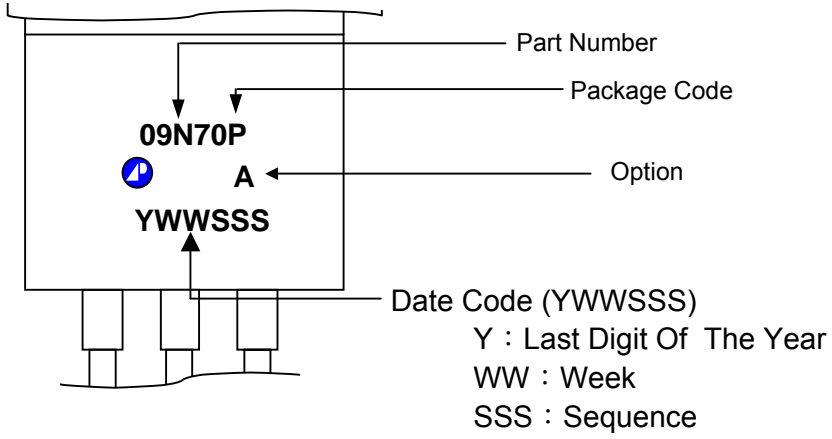 Part Number
Package Code
09N70P
A
Option
YWWSSS
Date Code (YWWSSS)
Y：Last Digit Of The Year
WW：Week
SSS：Sequence